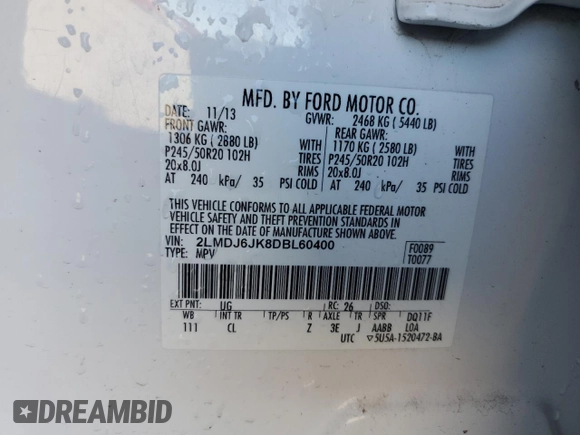 MFD. BY FORD MOTOR CO.
DATE: 11/13 GVWR: 2468 KG (5440 LB)
FRONT GAWR: REAR GAWR:
1306 KG (2880 LB) WITH 1170 KG (2580 LB) WITH
P245/50R20 102H TIRES P245/50R20 102H TIRES
20x8.0J RIMS 20x8.0J RIMS
AT 240 kPa/ 35 PSI COLD AT 240 kPa/ 35 PSI COLD
THIS VEHICLE CONFORMS TO ALL APPLICABLE FEDERAL MOTOR
VEHICLE SAFETY AND THEFT PREVENTION STANDARDS IN EFFECT
ON THE DATE OF MANUFACTURE SHOWN ABOVE.
VIN: 2LMDJ6JK8DBL60400 F0089
TYPE: MPV T0077
EXT PNT: UG RC: 26 DSO:
WB INT TR TP/PS R AXLE TR SPR DQ11F
111 CL Z 3E J AABB LOA
UTC 5U5A-1520472-BA
DREAMBID